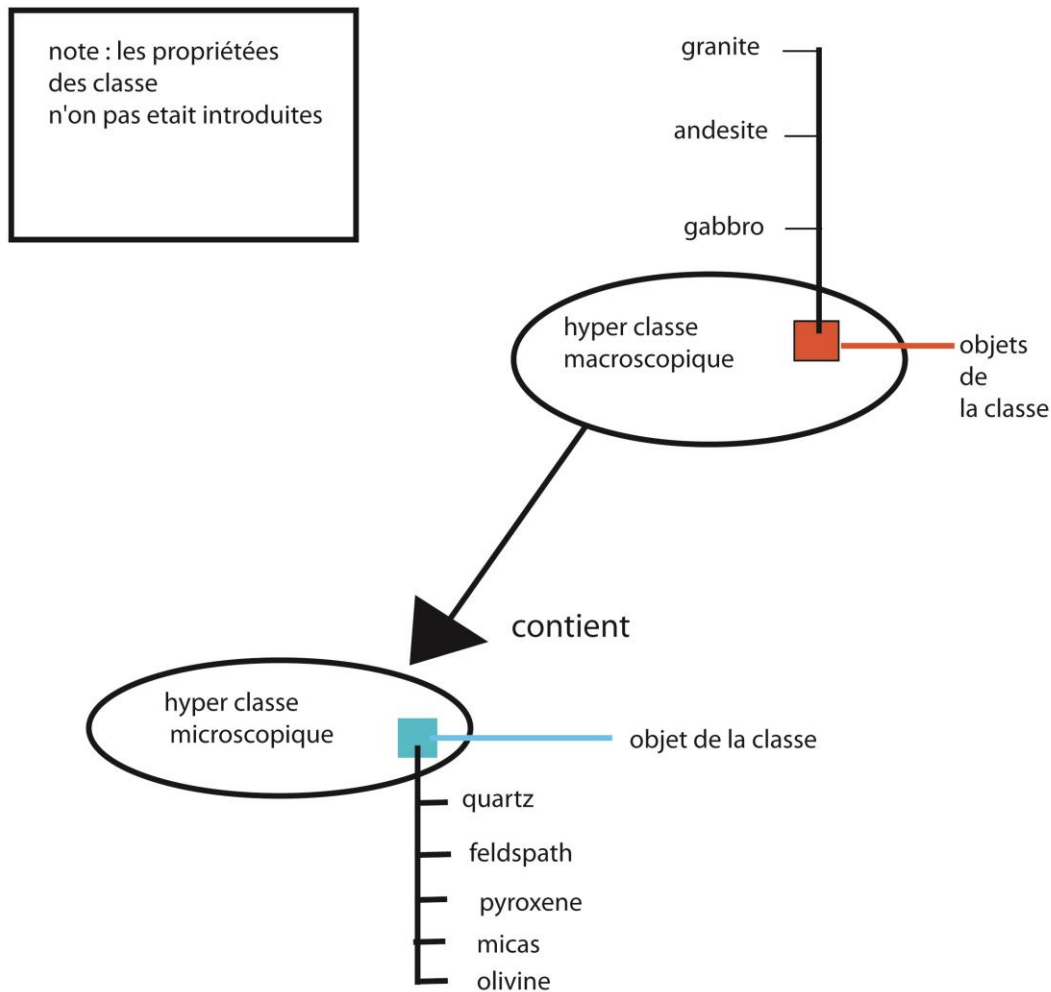 note : les propriétées
des classe
n'on pas etait introduites
granite
andesite
gabbro
hyper classe
macroscopique
objets
de
la classe
contient
hyper classe
microscopique
objet de la classe
quartz
feldspath
pyroxene
micas
olivine